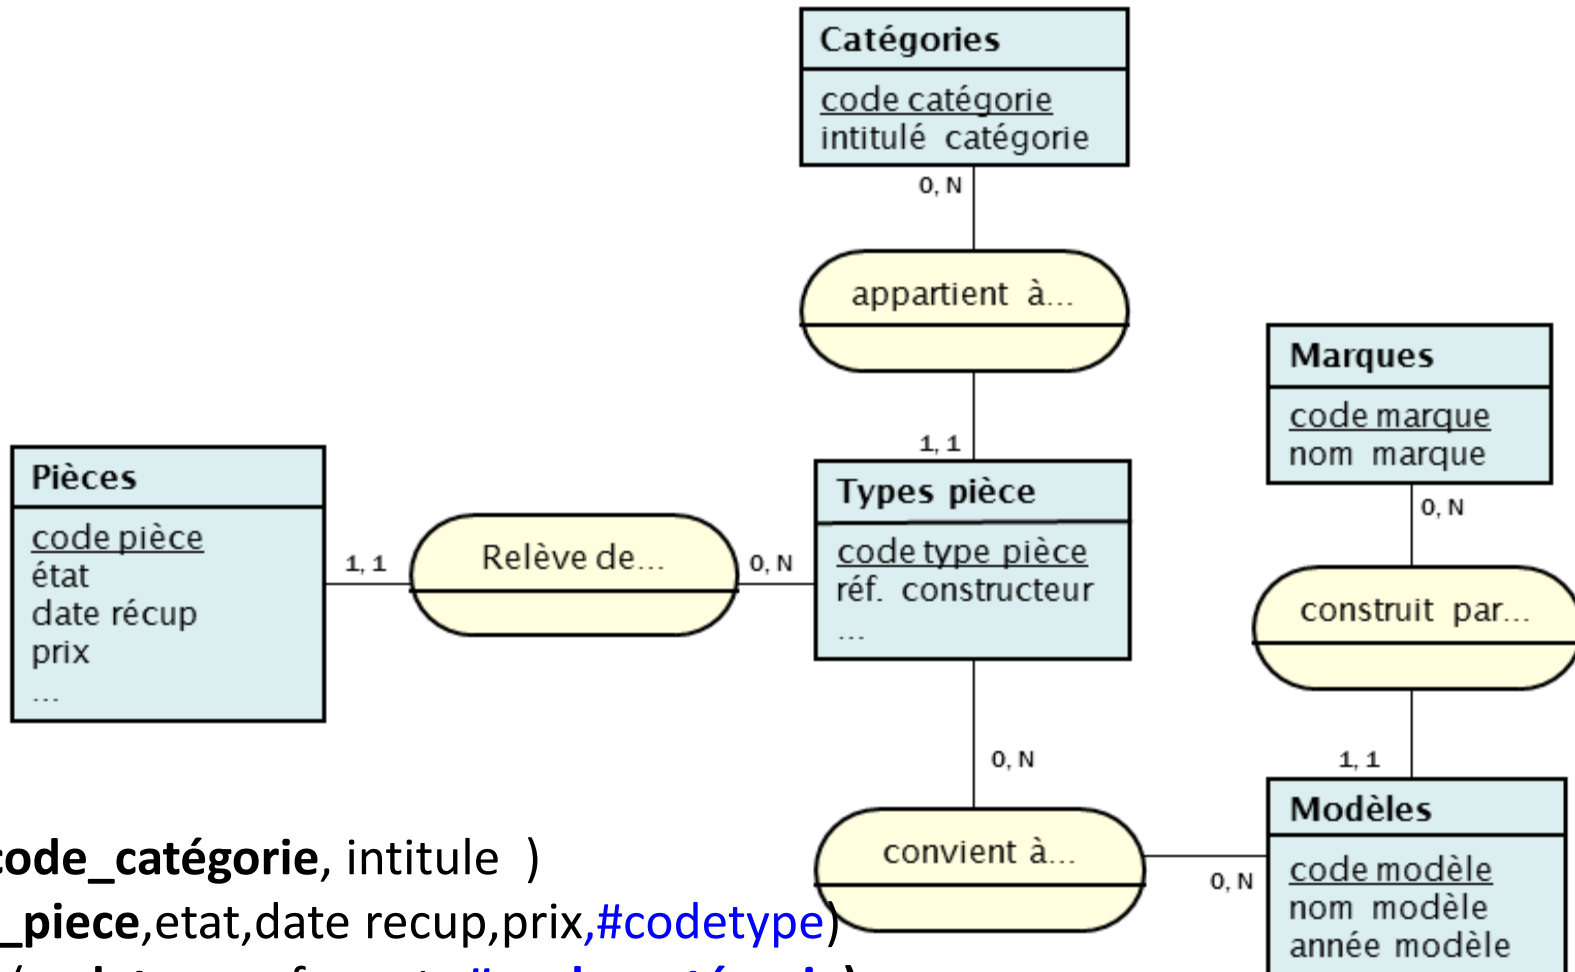 Catégories
code catégorie
intitulé catégorie
0, N
appartient à...
1, 1
Marques
code marque
nom marque
0, N
construit par...
1, 1
Pièces
code pièce
état
date récup
prix
...
1, 1
Relève de...
0, N
Types pièce
code type pièce
réf. constructeur
...
0, N
convient à...
0, N
Modèles
code modèle
nom modèle
année modèle
code_catégorie, intitule )
_piece,etat,date recup,prix,#codetype)